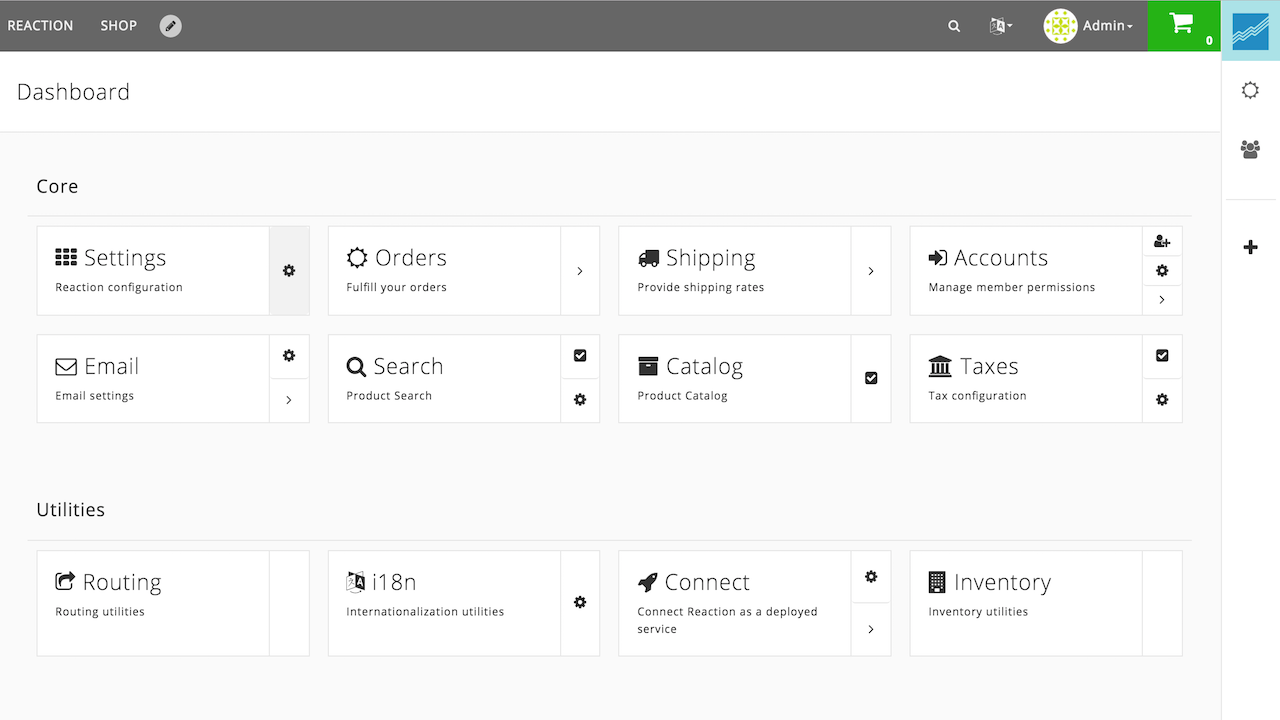 REACTION SHOP Admin 0
Dashboard
Core
Settings
Reaction configuration
Orders
Fulfill your orders
Shipping
Provide shipping rates
Accounts
Manage member permissions
Email
Email settings
Search
Product Search
Catalog
Product Catalog
Taxes
Tax configuration
Utilities
Routing
Routing utilities
i18n
Internationalization utilities
Connect
Connect Reaction as a deployed
service
Inventory
Inventory utilities